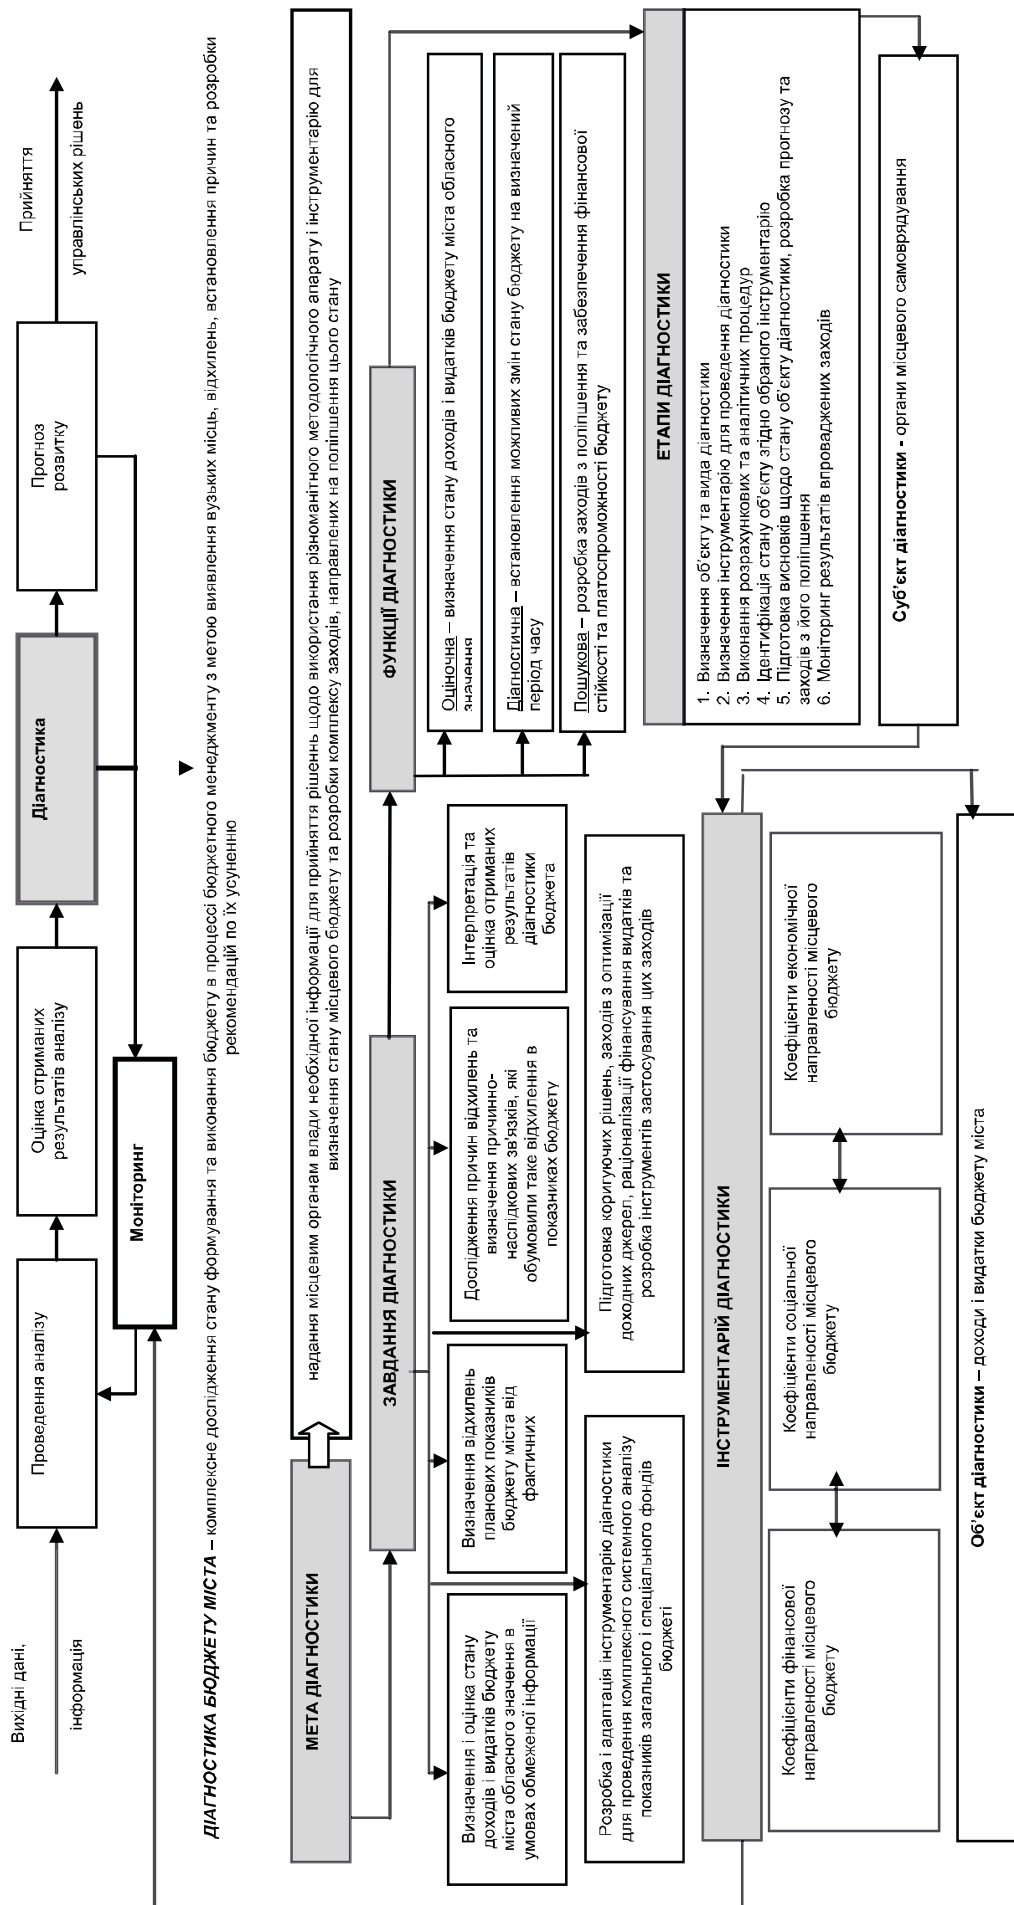 Вихідні дані,
інформація
Проведення аналізу
Оцінка отриманих
результатів аналізу
Діагностика
Прогноз
розвитку
Прийняття
управлінських рішень
Моніторинг
ДІАГНОСТИКА БЮДЖЕТУ МІСТА – комплексне дослідження стану формування та виконання бюджету в процесі бюджетного менеджменту з метою виявлення вузьких місць, відхилень, встановлення причин та розробки
рекомендацій по їх усуненню
МЕТА ДІАГНОСТИКИ
надання місцевим органам влади необхідної інформації для прийняття рішень щодо використання різноманітного методологічного апарату і інструментарію для
визначення стану місцевого бюджету та розробки комплексу заходів, направлених на поліпшення цього стану
ЗАВДАННЯ ДІАГНОСТИКИ
Визначення і оцінка стану
доходів і видатків бюджету
міста обласного значення в
умовах обмеженої інформації
Визначення відхилень
планових показників
бюджету міста від
фактичних
Дослідження причин відхилень та
визначення причинно-
наслідкових зв'язків, які
обумовили таке відхилення в
показниках бюджету
Інтерпретація та
оцінка отриманих
результатів
діагностики
бюджета
Розробка і адаптація інструментарію діагностики
для проведення комплексного системного аналізу
показників загального і спеціального фондів
бюджеті
Підготовка коригуючих рішень, заходів з оптимізації
доходних джерел, раціоналізації фінансування видатків та
розробка інструментів застосування цих заходів
ФУНКЦІЇ ДІАГНОСТИКИ
Оціночна – визначення стану доходів і видатків бюджету міста обласного
значення
Діагностична – встановлення можливих змін стану бюджету на визначений
період часу
Пошукова – розробка заходів з поліпшення та забезпечення фінансової
стійкості та платоспроможності бюджету
ЕТАПИ ДІАГНОСТИКИ
1. Визначення об'єкту та вида діагностики
2. Визначення інструментарію для проведення діагностики
3. Виконання розрахункових та аналітичних процедур
4. Ідентифікація стану об'єкту згідно обраного інструментарію
5. Підготовка висновків щодо стану об'єкту діагностики, розробка прогнозу та
заходів з його поліпшення
6. Моніторинг результатів впроваджених заходів
Суб'єкт діагностики - органи місцевого самоврядування
ІНСТРУМЕНТАРІЙ ДІАГНОСТИКИ
Коефіцієнти фінансової
направленості місцевого
бюджету
Коефіцієнти соціальної
направленості місцевого
бюджету
Коефіцієнти економічної
направленості місцевого
бюджету
Об'єкт діагностики – доходи і видатки бюджету міста